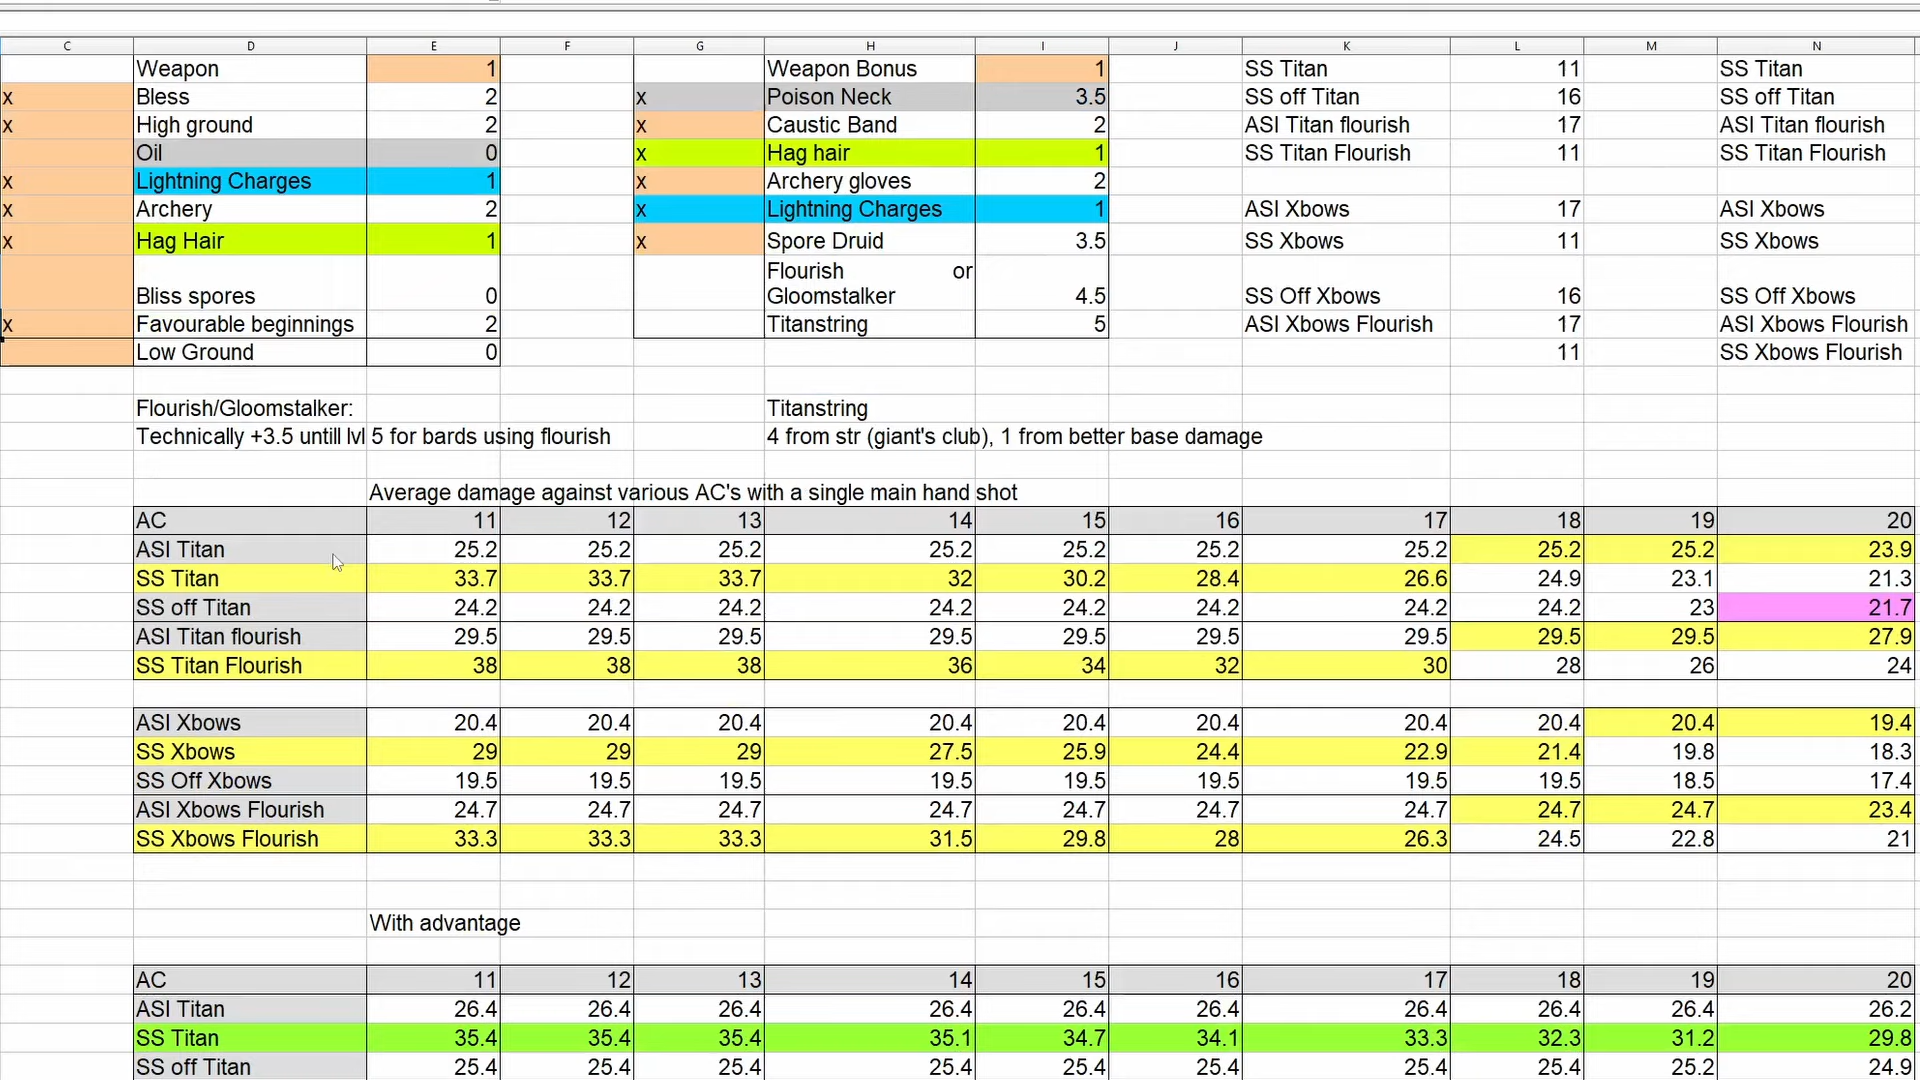 C D E F G H I J K L M N
Weapon 1 Weapon Bonus 1 SS Titan 11 SS Titan
x Bless 2 x Poison Neck 3.5 SS off Titan 16 SS off Titan
x High ground 2 x Caustic Band 2 ASI Titan flourish 17 ASI Titan flourish
Oil 0 x Hag hair 1 SS Titan Flourish 11 SS Titan Flourish
x Lightning Charges 1 x Archery gloves 2
x Archery 2 x Lightning Charges 1 ASI Xbows 17 ASI Xbows
x Hag Hair 1 x Spore Druid 3.5 SS Xbows 11 SS Xbows
Flourish or
Bliss spores 0 Gloomstalker 4.5 SS Off Xbows 16 SS Off Xbows
x Favourable beginnings 2 Titanstring 5 ASI Xbows Flourish 17 ASI Xbows Flourish
Low Ground 0 11 SS Xbows Flourish
Flourish/Gloomstalker: Titanstring
Technically +3.5 untill lvl 5 for bards using flourish 4 from str (giant's club), 1 from better base damage
Average damage against various AC's with a single main hand shot
AC 11 12 13 14 15 16 17 18 19 20
ASI Titan 25.2 25.2 25.2 25.2 25.2 25.2 25.2 25.2 25.2 23.9
SS Titan 33.7 33.7 33.7 32 30.2 28.4 26.6 24.9 23.1 21.3
SS off Titan 24.2 24.2 24.2 24.2 24.2 24.2 24.2 24.2 23 21.7
ASI Titan flourish 29.5 29.5 29.5 29.5 29.5 29.5 29.5 29.5 29.5 27.9
SS Titan Flourish 38 38 38 36 34 32 30 28 26 24
ASI Xbows 20.4 20.4 20.4 20.4 20.4 20.4 20.4 20.4 20.4 19.4
SS Xbows 29 29 29 27.5 25.9 24.4 22.9 21.4 19.8 18.3
SS Off Xbows 19.5 19.5 19.5 19.5 19.5 19.5 19.5 19.5 18.5 17.4
ASI Xbows Flourish 24.7 24.7 24.7 24.7 24.7 24.7 24.7 24.7 24.7 23.4
SS Xbows Flourish 33.3 33.3 33.3 31.5 29.8 28 26.3 24.5 22.8 21
With advantage
AC 11 12 13 14 15 16 17 18 19 20
ASI Titan 26.4 26.4 26.4 26.4 26.4 26.4 26.4 26.4 26.4 26.2
SS Titan 35.4 35.4 35.4 35.1 34.7 34.1 33.3 32.3 31.2 29.8
SS off Titan 25.4 25.4 25.4 25.4 25.4 25.4 25.4 25.4 25.2 24.9